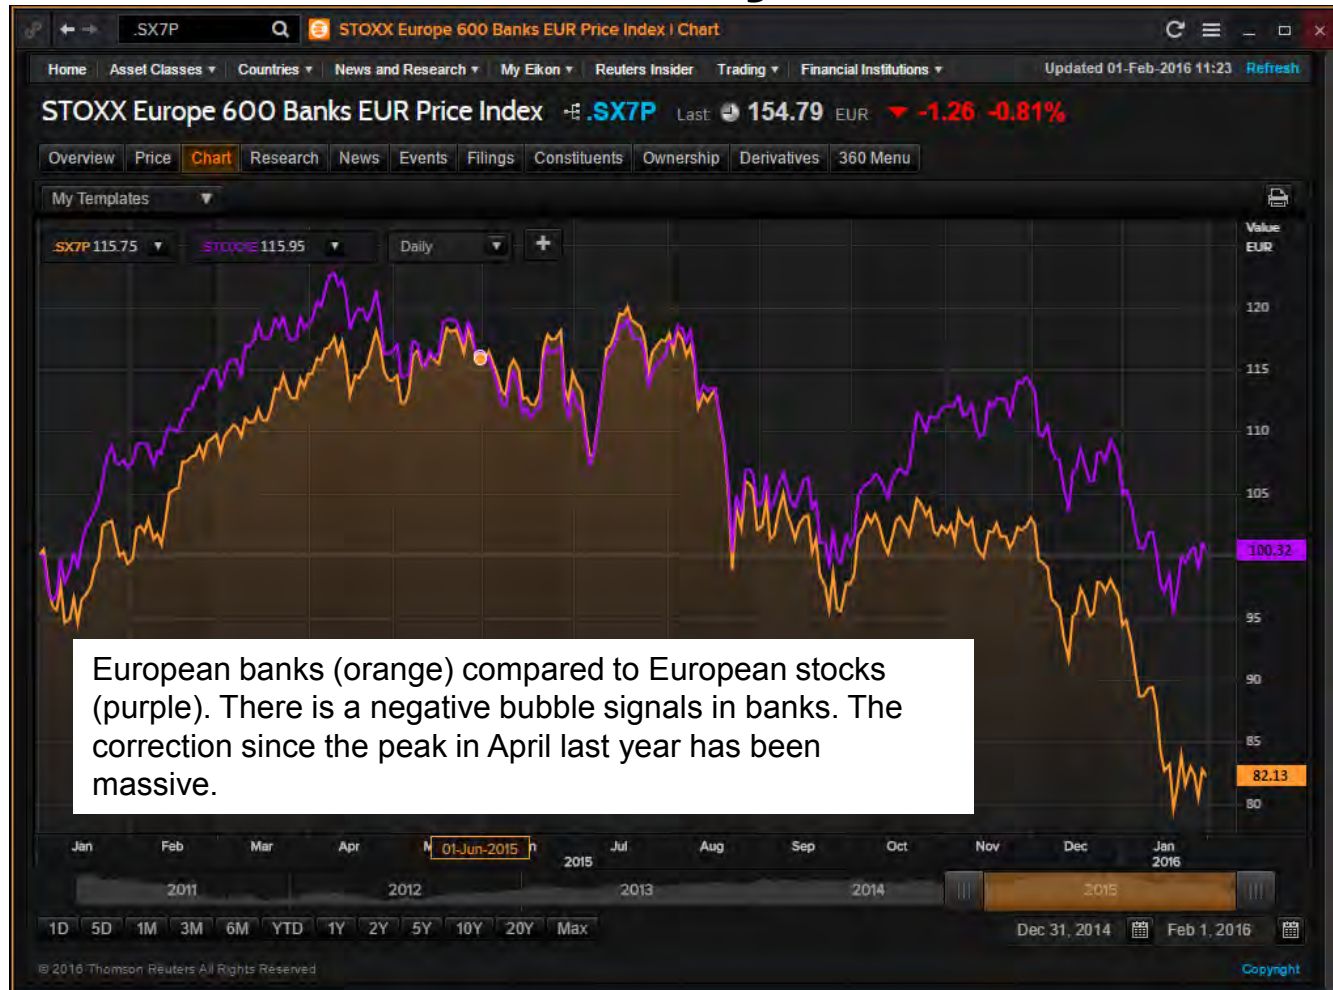 .SX7P
STOXX Europe 600 Banks EUR Price Index | Chart
Home Asset Classes Countries News and Research My Eikon Reuters Insider Trading Financial Institutions Updated 01-Feb-2016 11:23 Refresh
STOXX Europe 600 Banks EUR Price Index .SX7P Last: 154.79 EUR -1.26 -0.81%
Overview Price Chart Research News Events Filings Constituents Ownership Derivatives 360 Menu
My Templates
Value
.SX7P 115.75 115.95 Daily + EUR
120
115
110
105
100.32
95
90
85
82.13
80
European banks (orange) compared to European stocks
(purple). There is a negative bubble signals in banks. The
correction since the peak in April last year has been
massive.
Jan Feb Mar Apr 01-Jun-2015 Jul Aug Sep Oct Nov Dec Jan
2015 2016
2011 2012 2013 2014 2015
1D 5D 1M 3M 6M YTD 1Y 2Y 5Y 10Y 20Y Max Dec 31, 2014 Feb 1, 2016
© 2016 Thomson Reuters All Rights Reserved Copyright